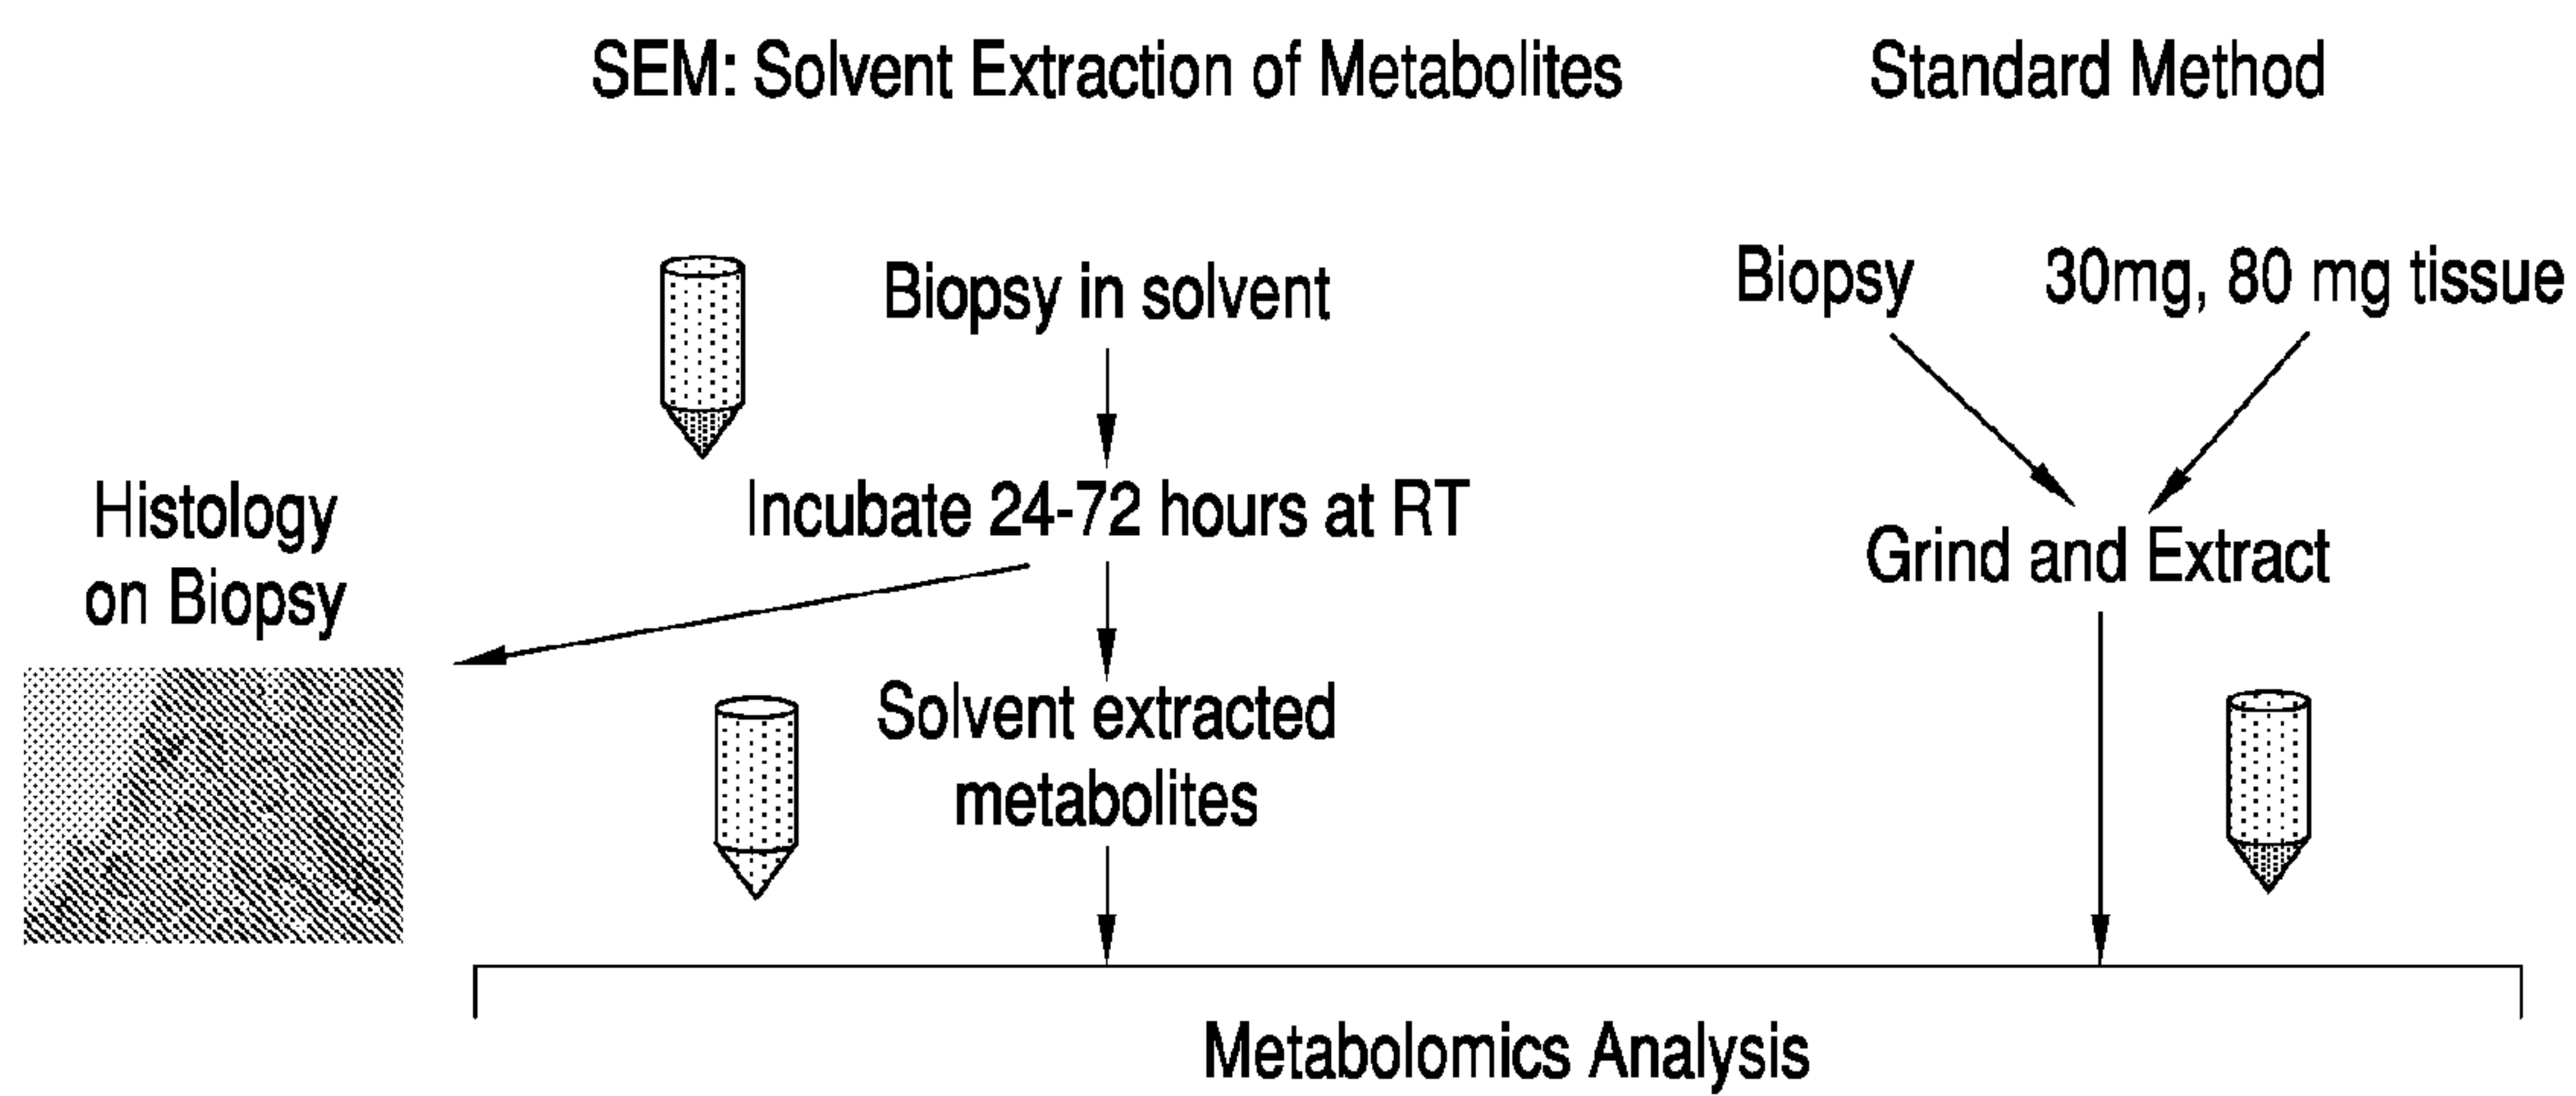 SEM: Solvent Extraction of Metabolites
Standard Method
Biopsy in solvent
Biopsy
30mg, 80 mg tissue
Incubate 24-72 hours at RT
Histology
on Biopsy
Grind and Extract
Solvent extracted
metabolites
Metabolomics Analysis